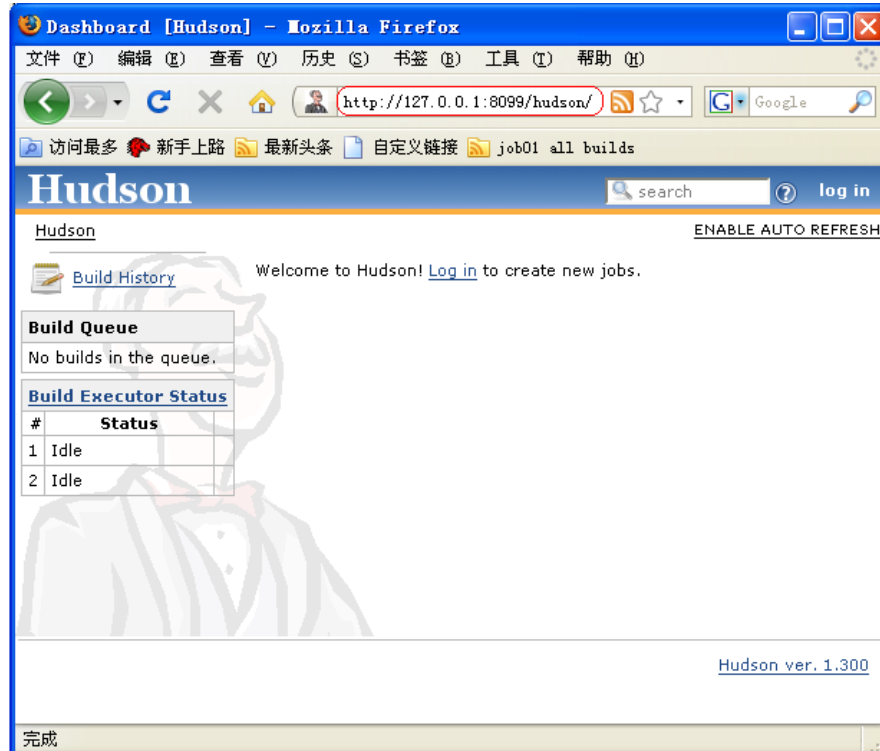 Dashboard [Hudson] - Mozilla Firefox
文件 (F) 编辑 (E) 查看 (V) 历史 (S) 书签 (B) 工具 (T) 帮助 (H)
http://127.0.0.1:8099/hudson/ G Google
访问最多 新手上路 最新头条 自定义链接 job01 all builds
Hudson search ? log in
Hudson ENABLE AUTO REFRESH
Build History Welcome to Hudson! Log in to create new jobs.
Build Queue
No builds in the queue.
Build Executor Status
# Status
1 Idle
2 Idle
Hudson ver. 1.300
完成